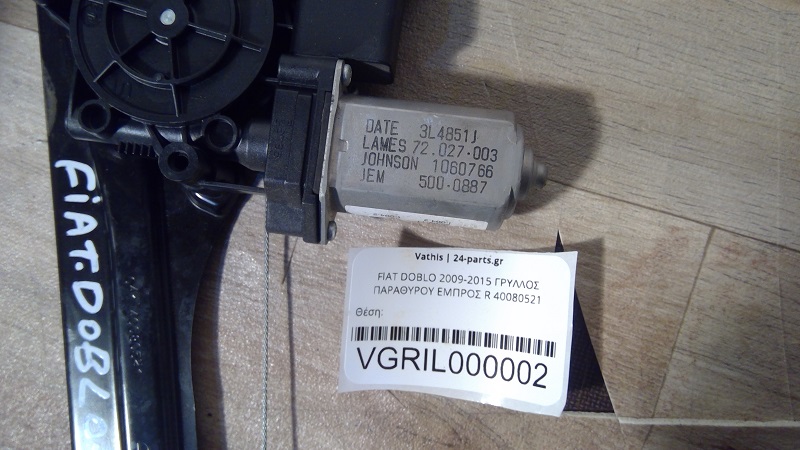 DATE 3L4851J
LAMES 72.027.003
JOHNSON 1060766
JEM 500.0887
FiAT.DOBL
Vathis | 24-parts.gr
FIAT DOBLO 2009-2015 ΓΡΥΛΛΟΣ
ΠΑΡΑΘΥΡΟΥ ΕΜΠΡΟΣ R 40080521
Θέση:
VGRIL000002